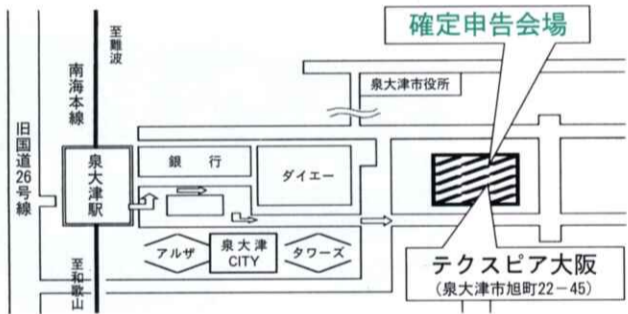 確定申告会場
至難波
南海本線
旧国道26号線
泉大津市役所
泉大津駅
銀行
ダイエー
アルザ
泉大津
CITY
タワーズ
至和歌山
テクスピア大阪
(泉大津市旭町22-45)